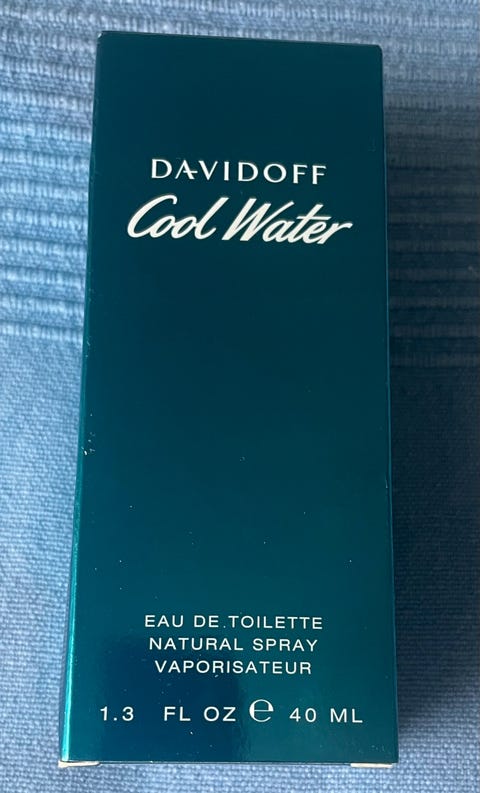 DAVIDOFF
Cool Water
EAU DE TOILETTE
NATURAL SPRAY
VAPORISATEUR
1.3 FL OZ ℮ 40 ML